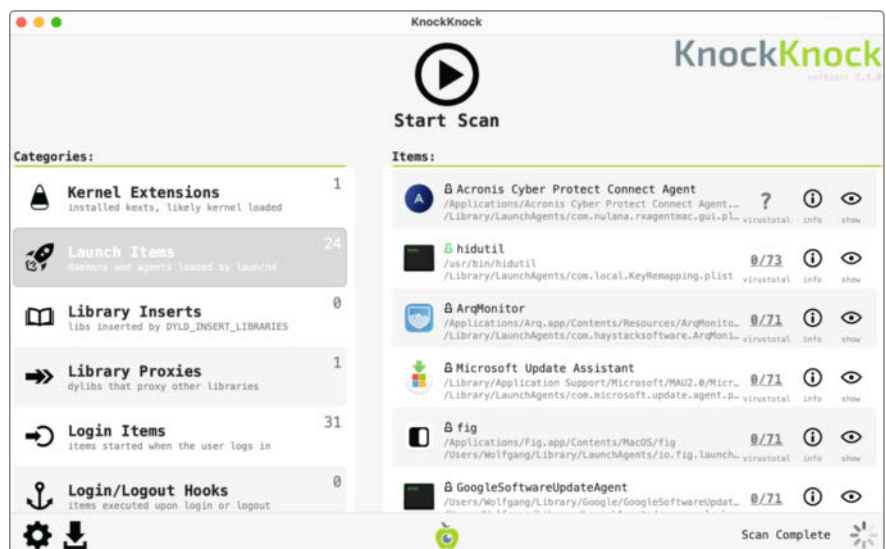 KnockKnock
KnockKnock
Start Scan
Categories:
Kernel Extensions
1
installed kexts, likely kernel loaded
Launch Items
24
daemons and agents loaded by launchd
Library Inserts
0
libs inserted by DYLD_INSERT_LIBRARIES
Library Proxies
1
dylibs that proxy other libraries
Login Items
31
items started when the user logs in
Login/Logout Hooks
0
items executed upon login or logout
Items:
Acronis Cyber Protect Connect Agent
/Applications/Acronis Cyber Protect Connect Agent...
/Library/LaunchAgents/com.nulana.rxagentmac.gui.pl…
?
virustotal
info
show
hidutil
/usr/bin/hidutil
/Library/LaunchAgents/com.local.KeyRemapping.plist
0/73
virustotal
info
show
ArqMonitor
/Applications/Arq.app/Contents/Resources/ArqMonito…
/Library/LaunchAgents/com.haystacksoftware.ArqMoni…
0/71
virustotal
info
show
Microsoft Update Assistant
/Library/Application Support/Microsoft/MAU2.0/Micr…
/Library/LaunchAgents/com.microsoft.update.agent.p…
0/71
virustotal
info
show
fig
/Applications/Fig.app/Contents/MacOS/fig
/Users/Wolfgang/Library/LaunchAgents/io.fig.launch…
0/71
virustotal
info
show
GoogleSoftwareUpdateAgent
/Users/Wolfgang/Library/Google/GoogleSoftwareUpdat…
0/71
Scan Complete